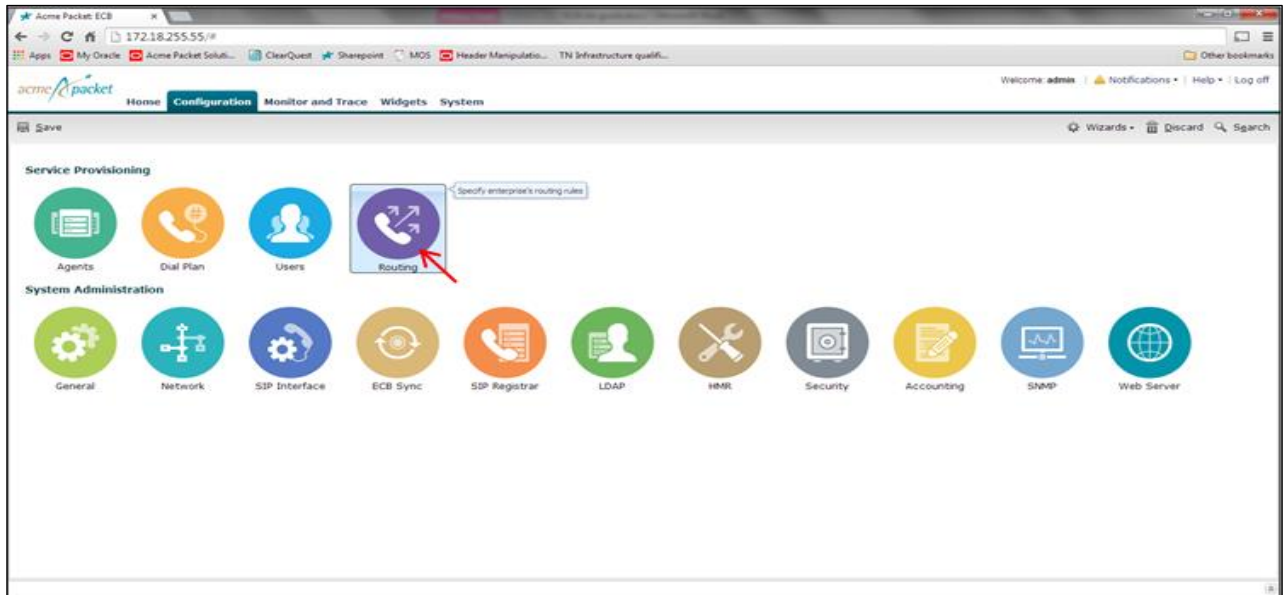 Acme Packet: ECB
172.18.255.55/#
Apps My Oracle Acme Packet Soluti... ClearQuest Sharepoint MOS Header Manipulatio... TN Infrastructure qualifi... Other bookmarks
acme packet
Welcome: admin Notifications Help Log off
Home Configuration Monitor and Trace Widgets System
Save Wizards Discard Search
Service Provisioning
Specify enterprise's routing rules
Agents Dial Plan Users Routing
System Administration
General Network SIP Interface ECB Sync SIP Registrar LDAP HMR Security Accounting SNMP Web Server